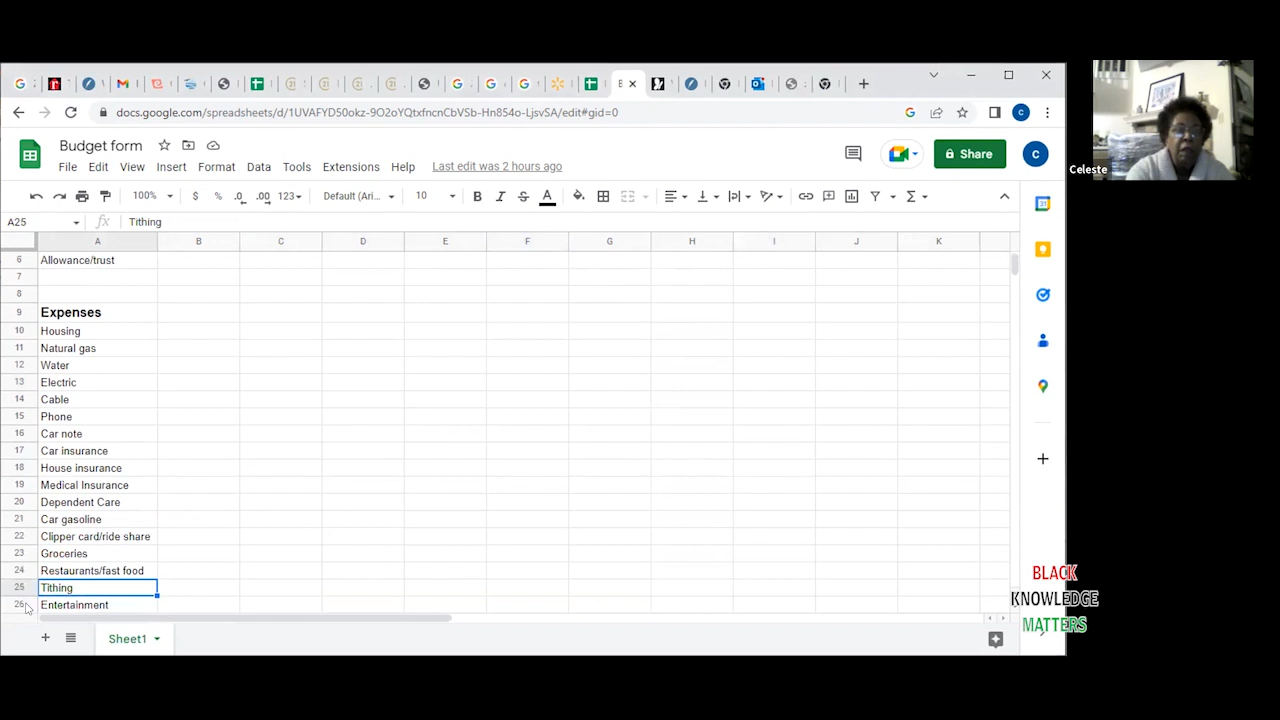 docs.google.com/spreadsheets/d/1UVAFYD50okz-9O2oYQtxfncnCbVSb-Hn854o-LjsvSA/edit#gid=0
Budget form
File Edit View Insert Format Data Tools Extensions Help Last edit was 2 hours ago
Share
C
100% $ % .0 .00 123 Default (Ari... 10 B I S A
A25 fx Tithing
A B C D E F G H I J K
6 Allowance/trust
7
8
9 Expenses
10 Housing
11 Natural gas
12 Water
13 Electric
14 Cable
15 Phone
16 Car note
17 Car insurance
18 House insurance
19 Medical Insurance
20 Dependent Care
21 Car gasoline
22 Clipper card/ride share
23 Groceries
24 Restaurants/fast food
25 Tithing
26 Entertainment
Sheet1
Celeste
BLACK
KNOWLEDGE
MATTERS